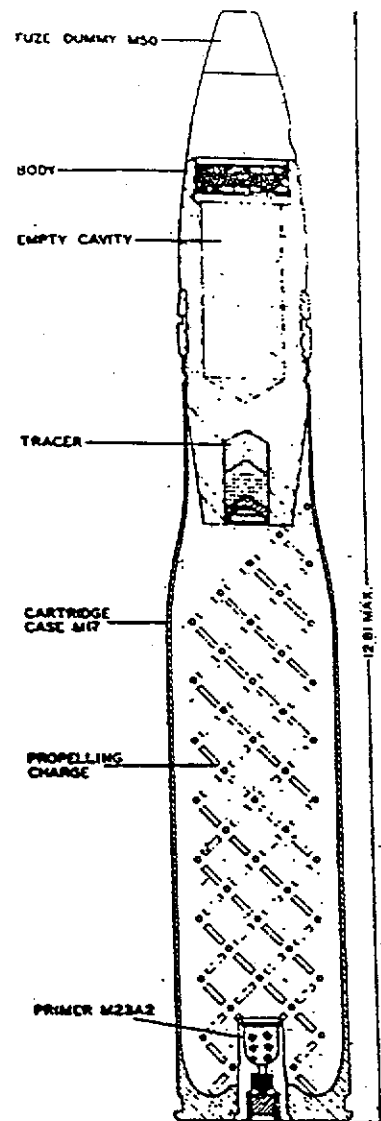 FUZE DUMMY M50
BODY
EMPTY CAVITY
TRACER
CARTRIDGE
CASE M17
12.81 MAX.
PROPELLING
CHARGE
PRIMER M23A2